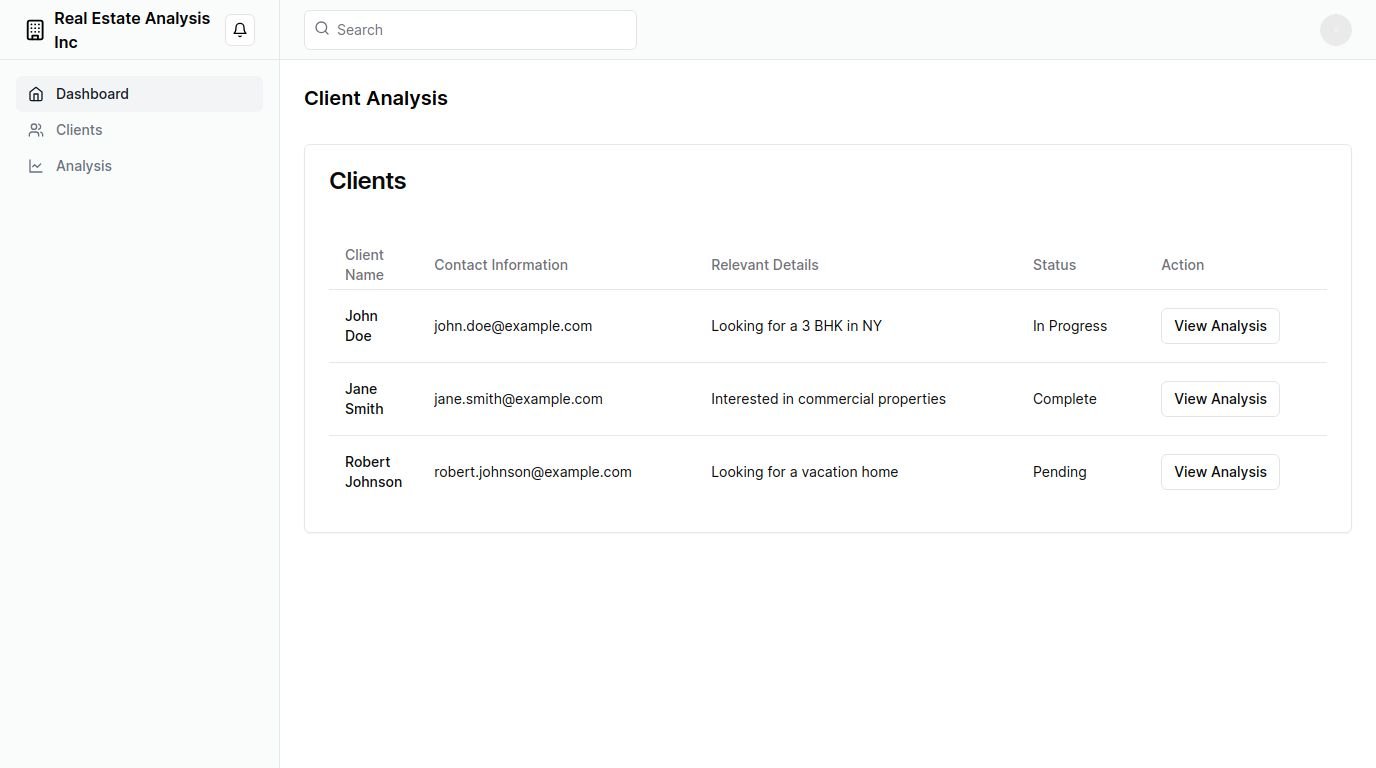 Real Estate Analysis
Inc
Search
Dashboard
Clients
Analysis
Client Analysis
Clients
Client
Name
Contact Information
Relevant Details
Status
Action
John
Doe
john.doe@example.com
Looking for a 3 BHK in NY
In Progress
View Analysis
Jane
Smith
jane.smith@example.com
Interested in commercial properties
Complete
View Analysis
Robert
Johnson
robert.johnson@example.com
Looking for a vacation home
Pending
View Analysis